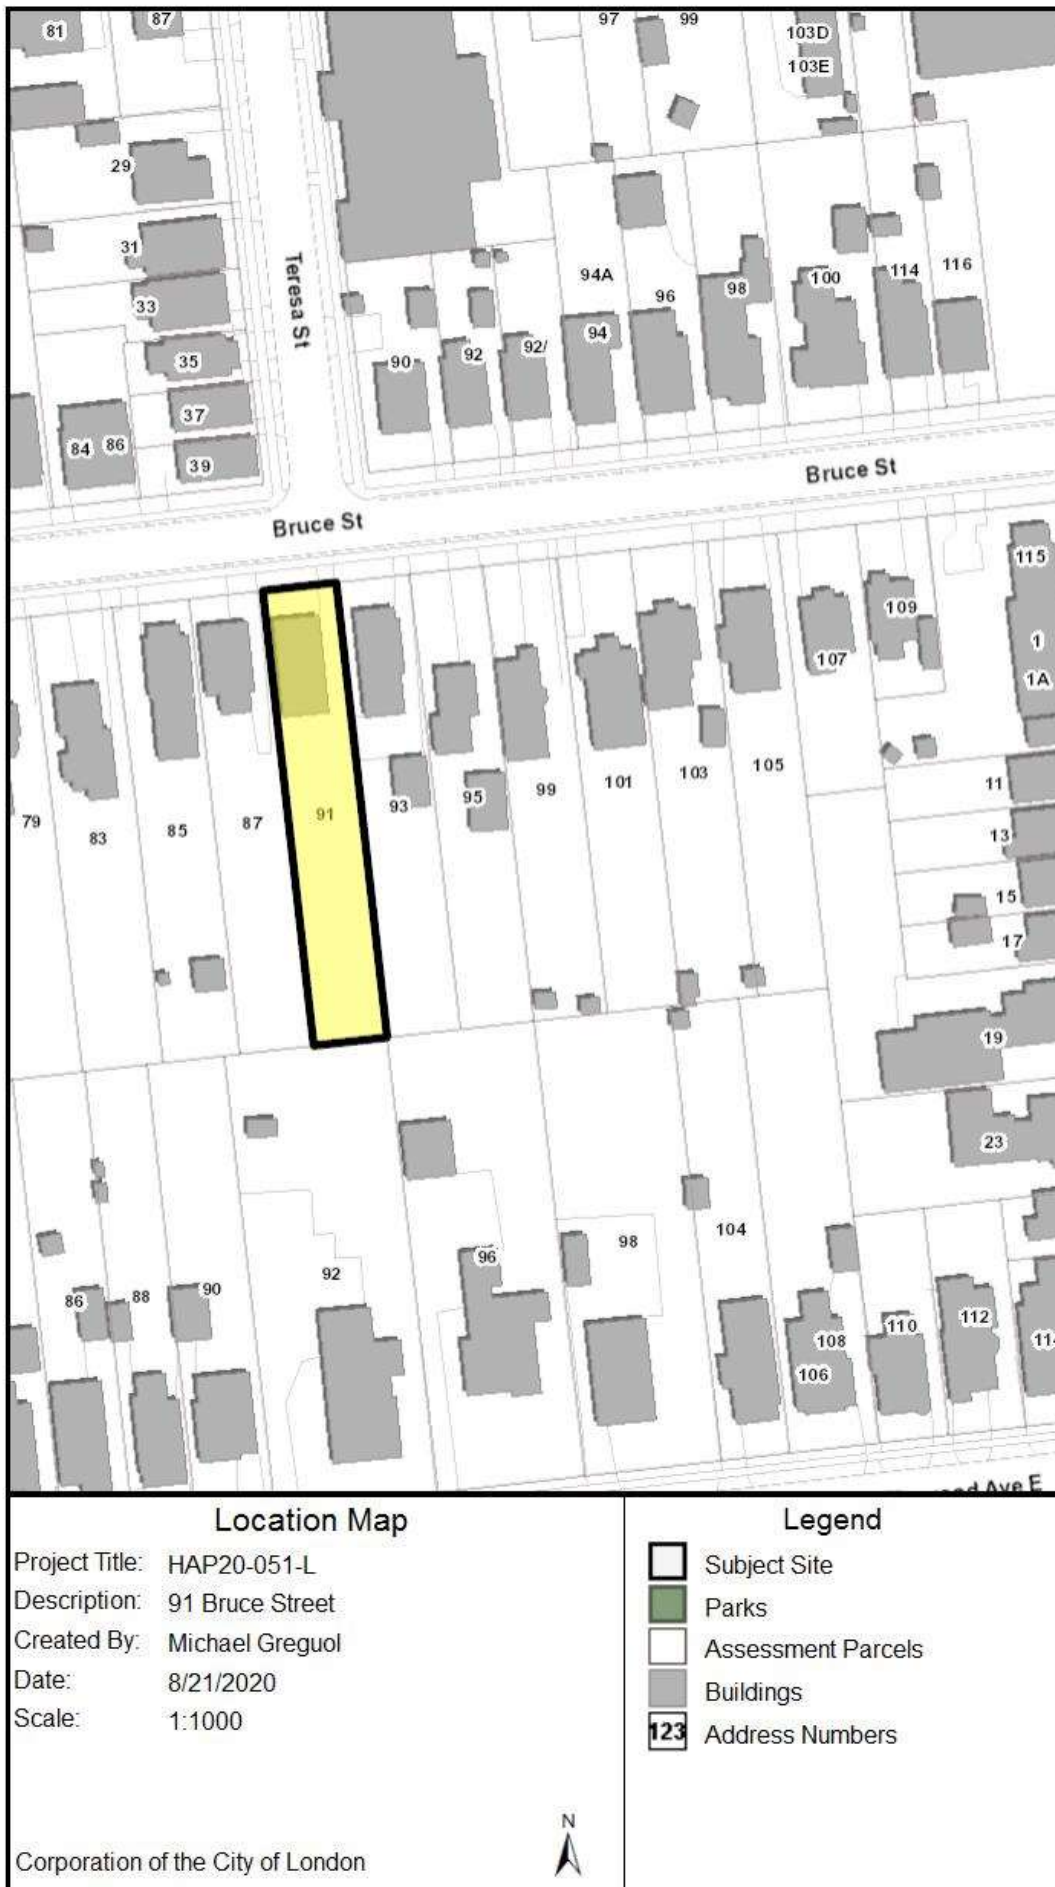 81
87
97
99
103D
103E
29
31
33
35
37
39
84
86
Teresa St
94A
96
98
100
114
116
90
92
92/
94
Bruce St
Bruce St
115
1
1A
109
107
79
83
85
87
91
93
95
99
101
103
105
11
13
15
17
19
23
86
88
90
92
96
98
104
106
108
110
112
Ave E
Location Map
Project Title: HAP20-051-L
Description: 91 Bruce Street
Created By: Michael Greguol
Date: 8/21/2020
Scale: 1:1000
Corporation of the City of London
N
Legend
Subject Site
Parks
Assessment Parcels
Buildings
123 Address Numbers